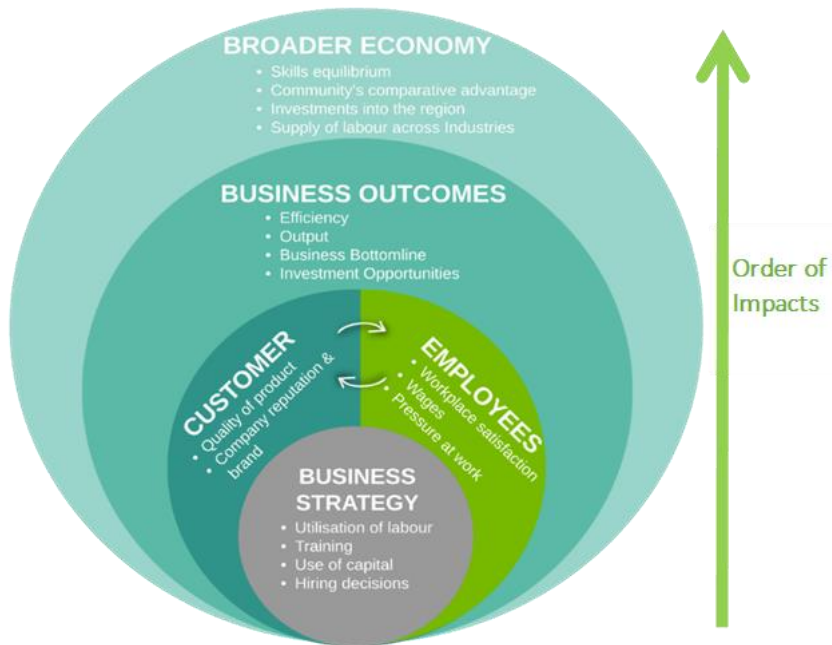 BROADER ECONOMY
• Skills equilibrium
• Community's comparative advantage
• Investments into the region
• Supply of labour across Industries
BUSINESS OUTCOMES
• Efficiency
• Output
• Business Bottomline
• Investment Opportunities
CUSTOMER
• Quality of product
• Company reputation &
brand
EMPLOYEES
• Workplace satisfaction
• Wages
• Pressure at work
BUSINESS
STRATEGY
• Utilisation of labour
• Training
• Use of capital
• Hiring decisions
Order of
Impacts